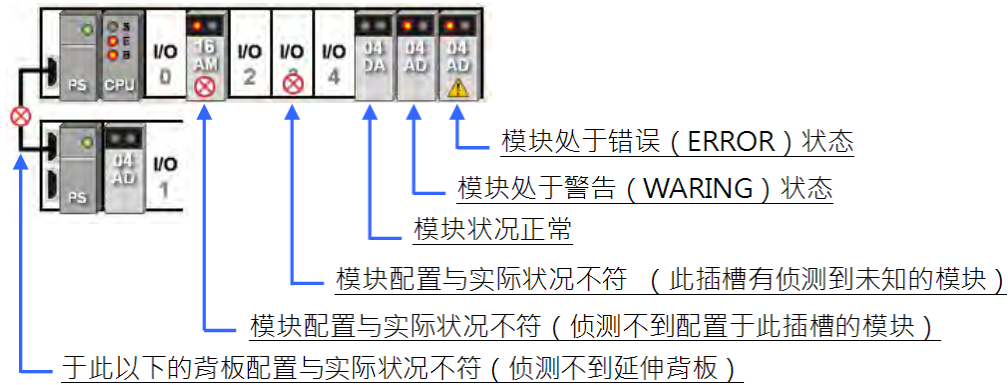 S
E
B
PS CPU I/O 0 16 AM I/O 2 I/O 3 I/O 4 04 DA 04 AD 04 AD
PS 04 AD I/O 1
模块处于错误（ERROR）状态
模块处于警告（WARING）状态
模块状况正常
模块配置与实际状况不符 （此插槽有侦测到未知的模块）
模块配置与实际状况不符（侦测不到配置于此插槽的模块）
于此以下的背板配置与实际状况不符（侦测不到延伸背板）